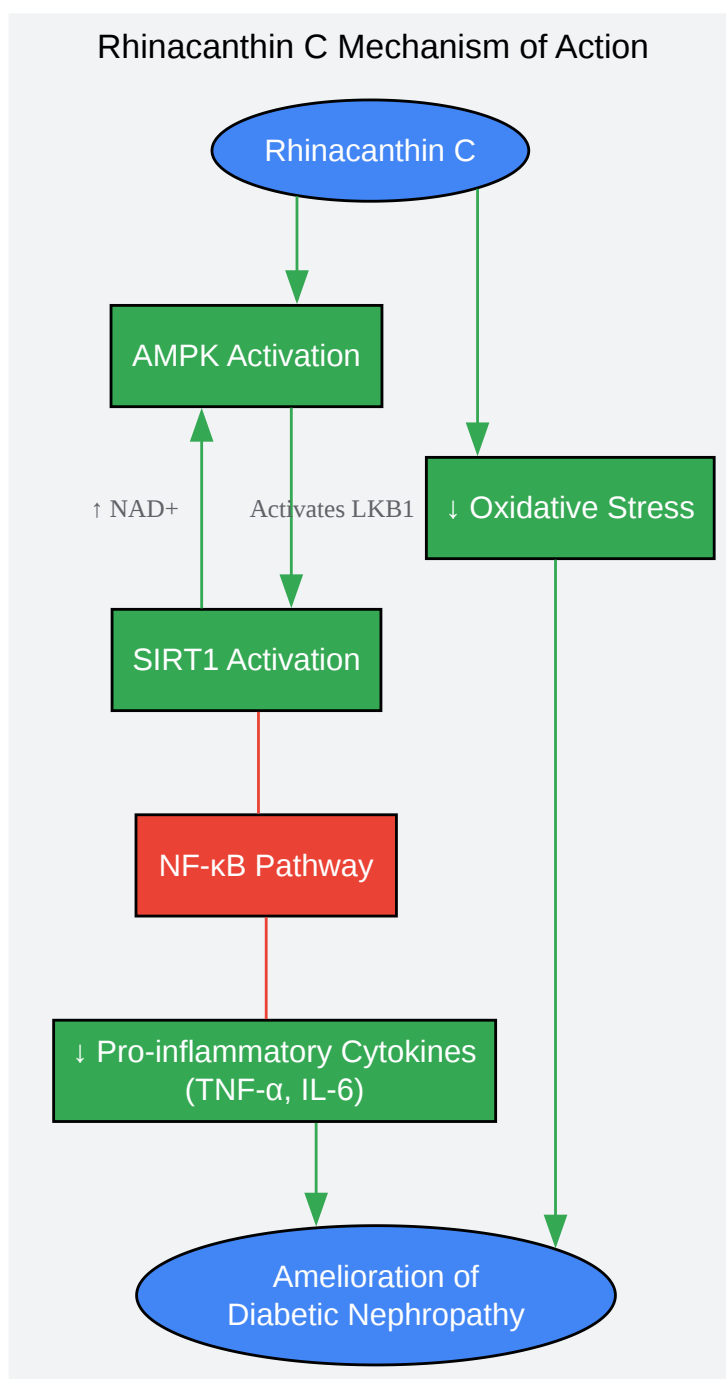 Rhinacanthin C Mechanism of Action
Rhinacanthin C
AMPK Activation
↑ NAD+
Activates LKB1
↓ Oxidative Stress
SIRT1 Activation
NF-κB Pathway
↓ Pro-inflammatory Cytokines
(TNF-α, IL-6)
Amelioration of
Diabetic Nephropathy